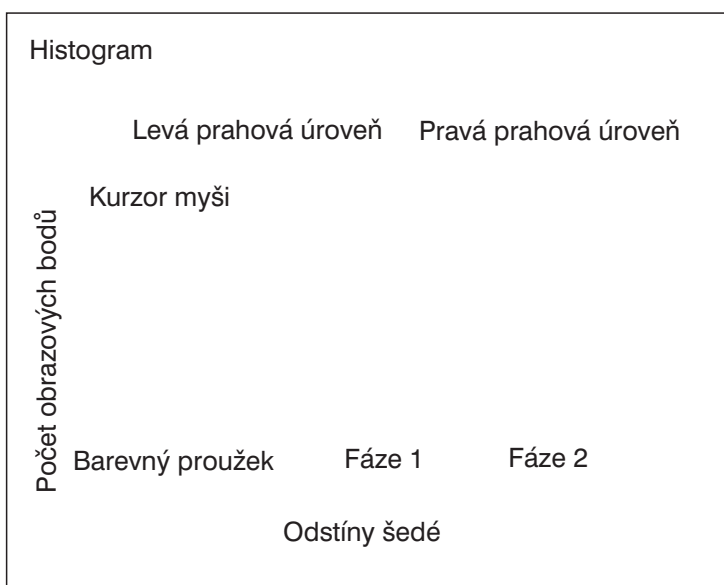 Histogram
Levá prahová úroveň
Pravá prahová úroveň
Kurzor myši
Počet obrazových bodů
Barevný proužek
Fáze 1
Fáze 2
Odstíny šedé